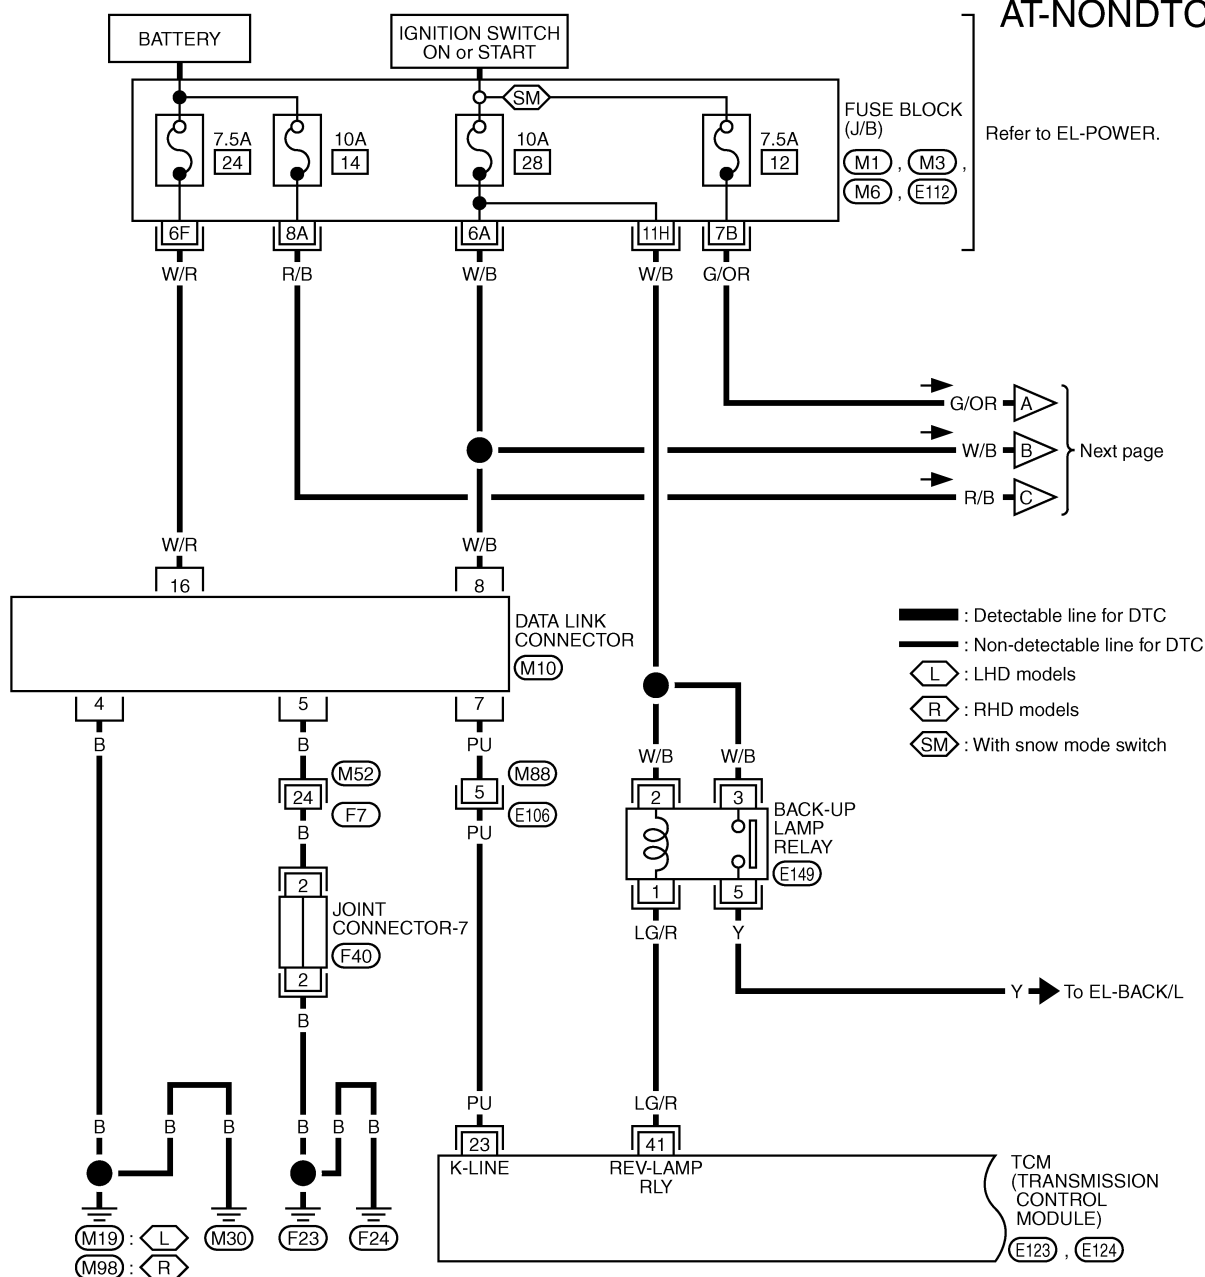 AT-NONDTC
BATTERY
IGNITION SWITCH
ON or START
SM
7.5A
24
10A
14
10A
28
7.5A
12
FUSE BLOCK
(J/B)
M1 , M3 ,
M6 , E112
Refer to EL-POWER.
6F 8A 6A 11H 7B
W/R R/B W/B W/B G/OR
G/OR A
W/B B
R/B C
Next page
W/R W/B
16 8
DATA LINK
CONNECTOR
M10
: Detectable line for DTC
: Non-detectable line for DTC
L : LHD models
R : RHD models
SM : With snow mode switch
4 5 7
B B PU
M52
24
F7
B
M88
5
E106
PU
W/B W/B
2 3
BACK-UP
LAMP
RELAY
E149
1 5
LG/R Y
2
JOINT
CONNECTOR-7
F40
2
B
Y To EL-BACK/L
PU LG/R
B B B B B B
23 41
K-LINE REV-LAMP
RLY
TCM
(TRANSMISSION
CONTROL
MODULE)
E123 , E124
M19 : L M30 F23 F24
M98 : R